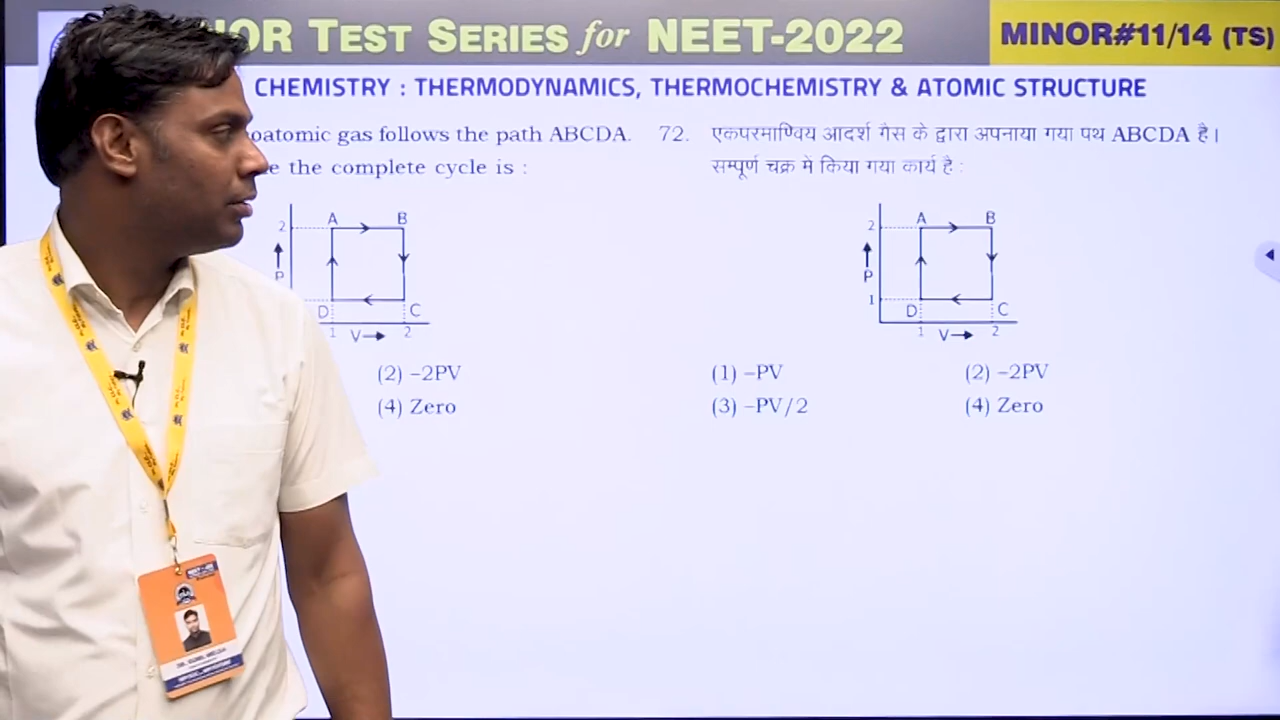 OR TEST SERIES for NEET-2022
MINOR#11/14 (TS)
CHEMISTRY : THERMODYNAMICS, THERMOCHEMISTRY & ATOMIC STRUCTURE
oatomic gas follows the path ABCDA.
e the complete cycle is :
2
A
B
P
D
C
1
2
V
(2) –2PV
(4) Zero
72. एकपरमाण्विय आदर्श गैस के द्वारा अपनाया गया पथ ABCDA है।
सम्पूर्ण चक्र में किया गया कार्य है :
2
A
B
P
1
D
C
1
2
V
(1) –PV
(2) –2PV
(3) –PV/2
(4) Zero